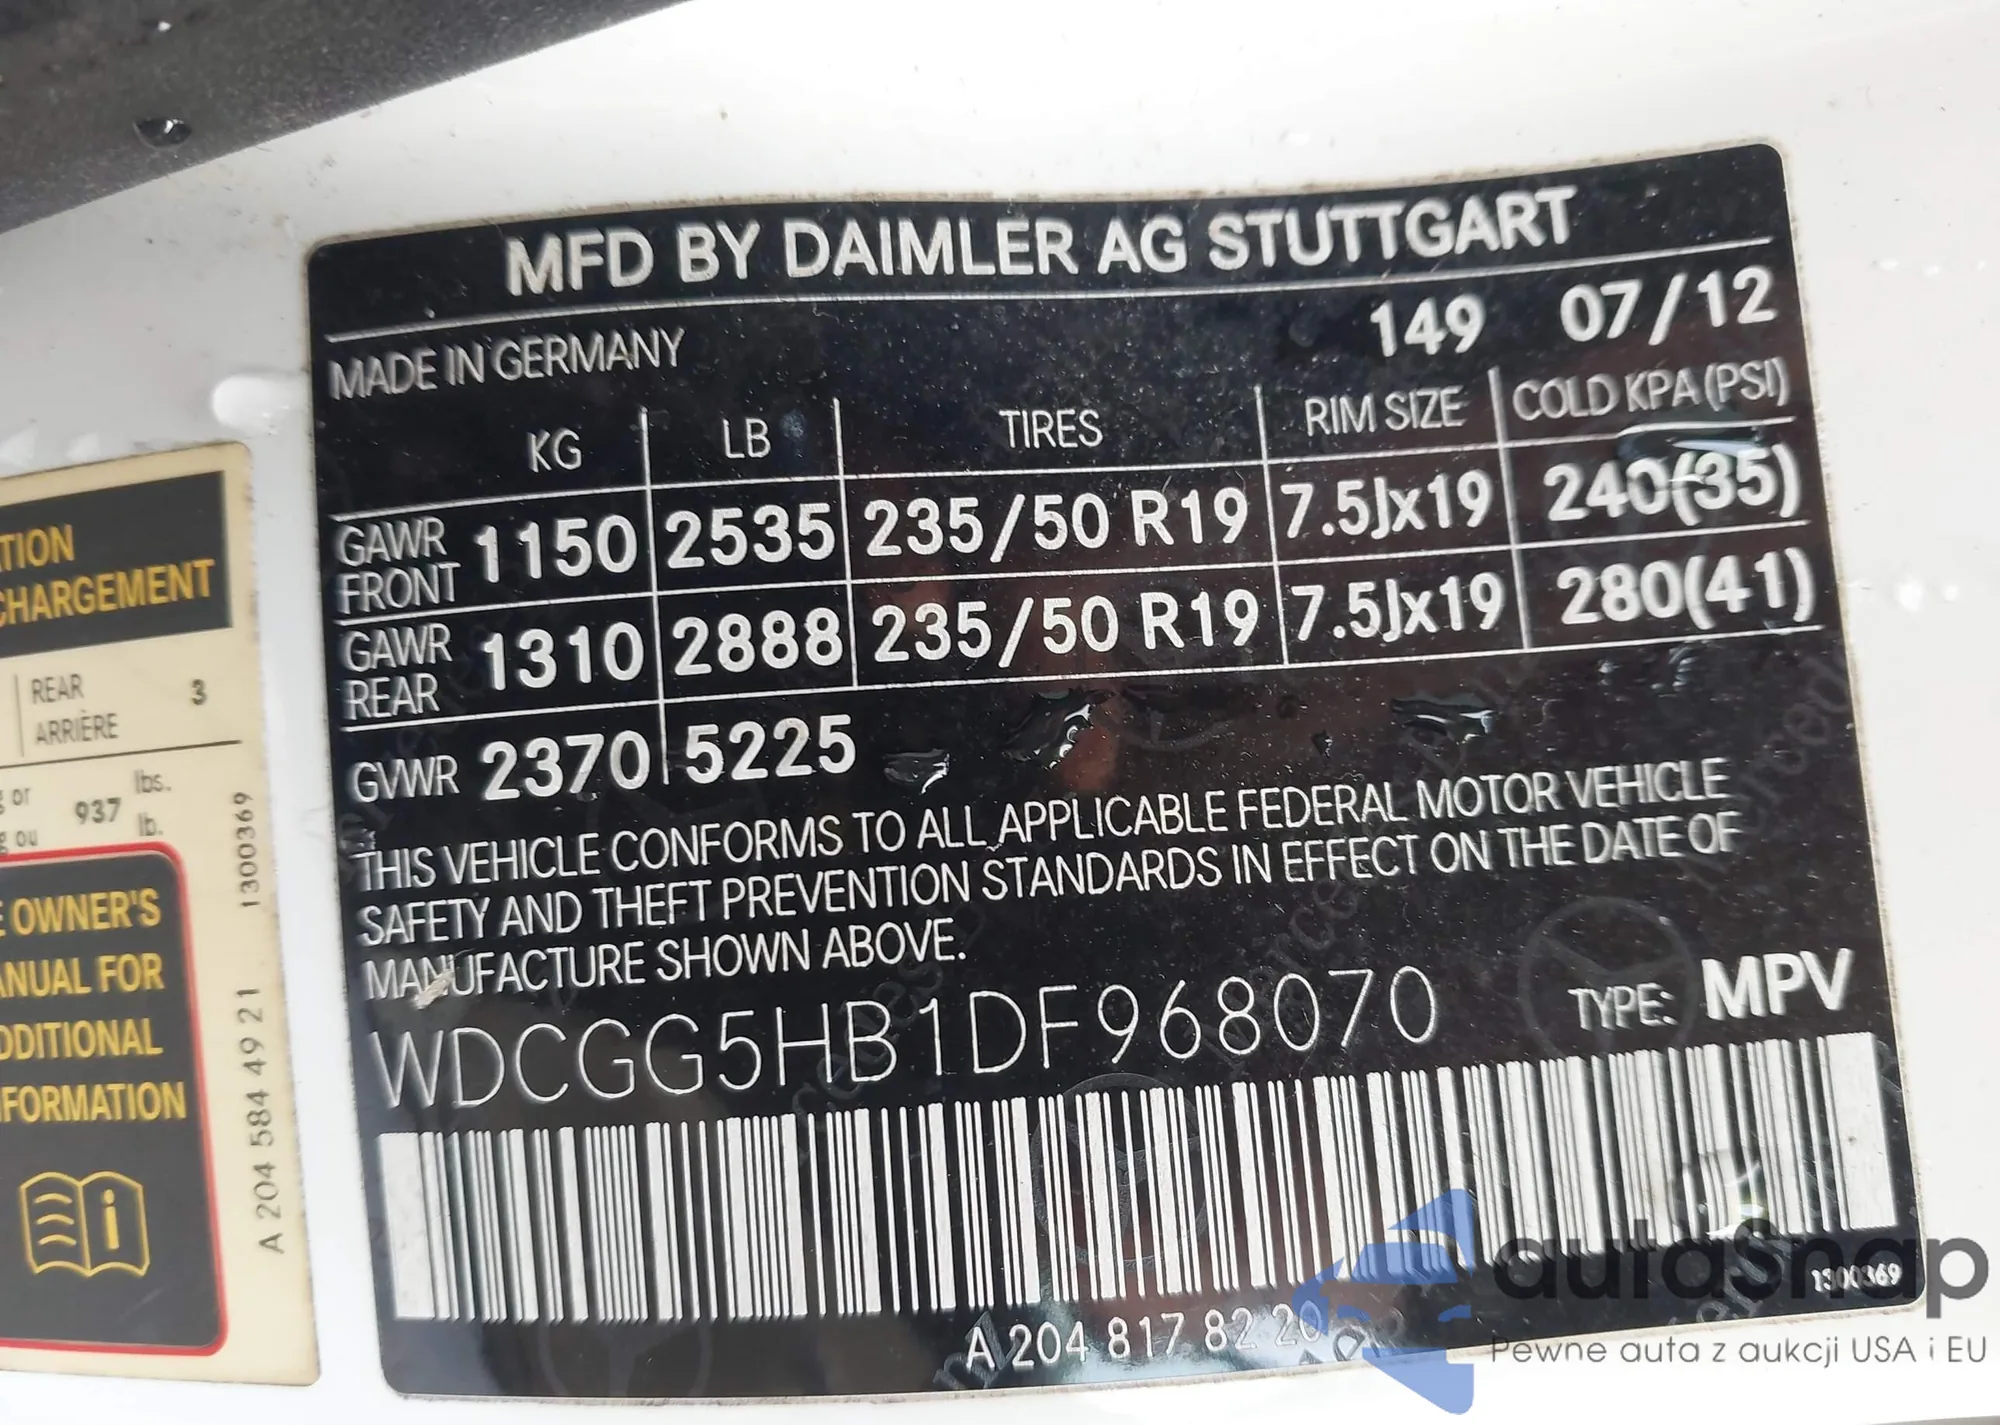 MFD BY DAIMLER AG STUTTGART
MADE IN GERMANY 149 07/12
KG LB TIRES RIM SIZE COLD KPA (PSI)
GAWR FRONT 1150 2535 235/50 R19 7.5Jx19 240(35)
GAWR REAR 1310 2888 235/50 R19 7.5Jx19 280(41)
GVWR 2370 5225
THIS VEHICLE CONFORMS TO ALL APPLICABLE FEDERAL MOTOR VEHICLE
SAFETY AND THEFT PREVENTION STANDARDS IN EFFECT ON THE DATE OF
MANUFACTURE SHOWN ABOVE.
WDCGG5HB1DF968070 TYPE: MPV
1300369
A 204 817 82 20
TION
CHARGEMENT
REAR
ARRIÈRE 3
g or 937 lbs.
g ou lb.
E OWNER'S
ANUAL FOR
DDITIONAL
NFORMATION
A 204 584 49 21 1300369
autaSnap
Pewne auta z aukcji USA i EU